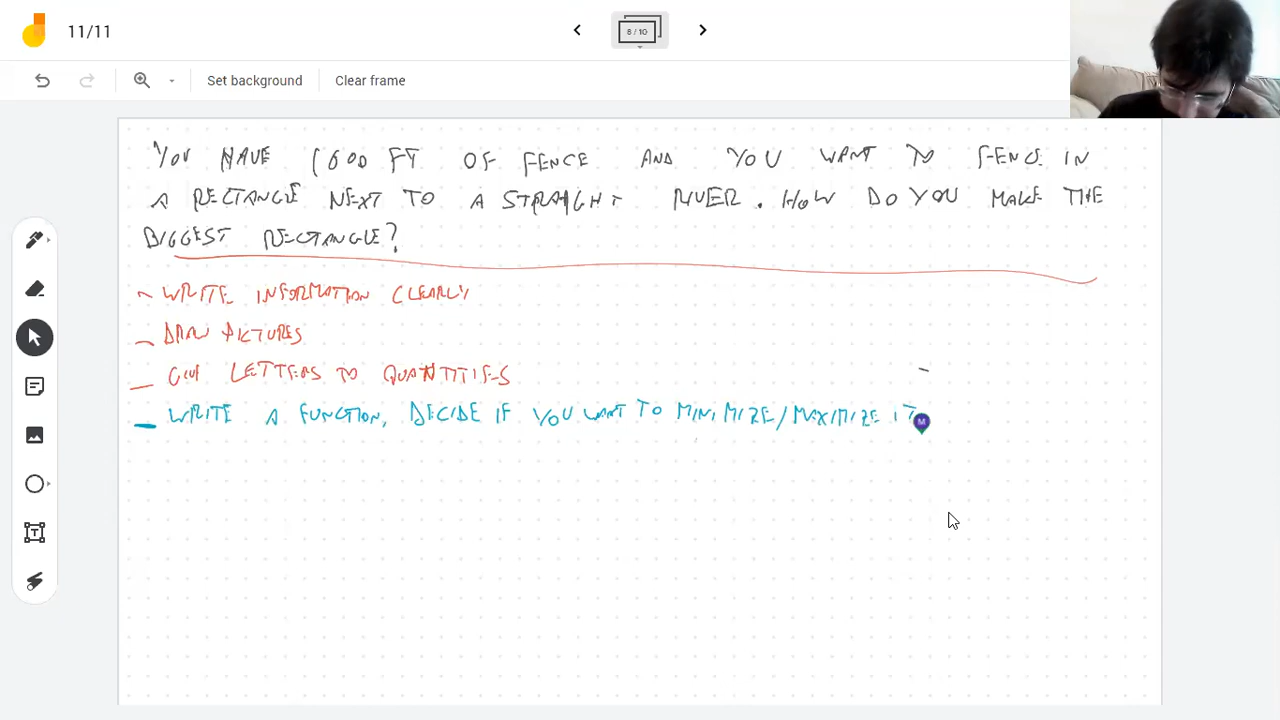 11/11
8 / 10
Set background
Clear frame
YOU HAVE 1600 FT OF FENCE AND YOU WANT TO FENCE IN
A RECTANGLE NEXT TO A STRAIGHT RIVER. HOW DO YOU MAKE THE
BIGGEST RECTANGLE?
- WRITE INFORMATION CLEARLY
- DRAW PICTURES
- GIVE LETTERS TO QUANTITIES
- WRITE A FUNCTION, DECIDE IF YOU WANT TO MINIMIZE/MAXIMIZE IT
M